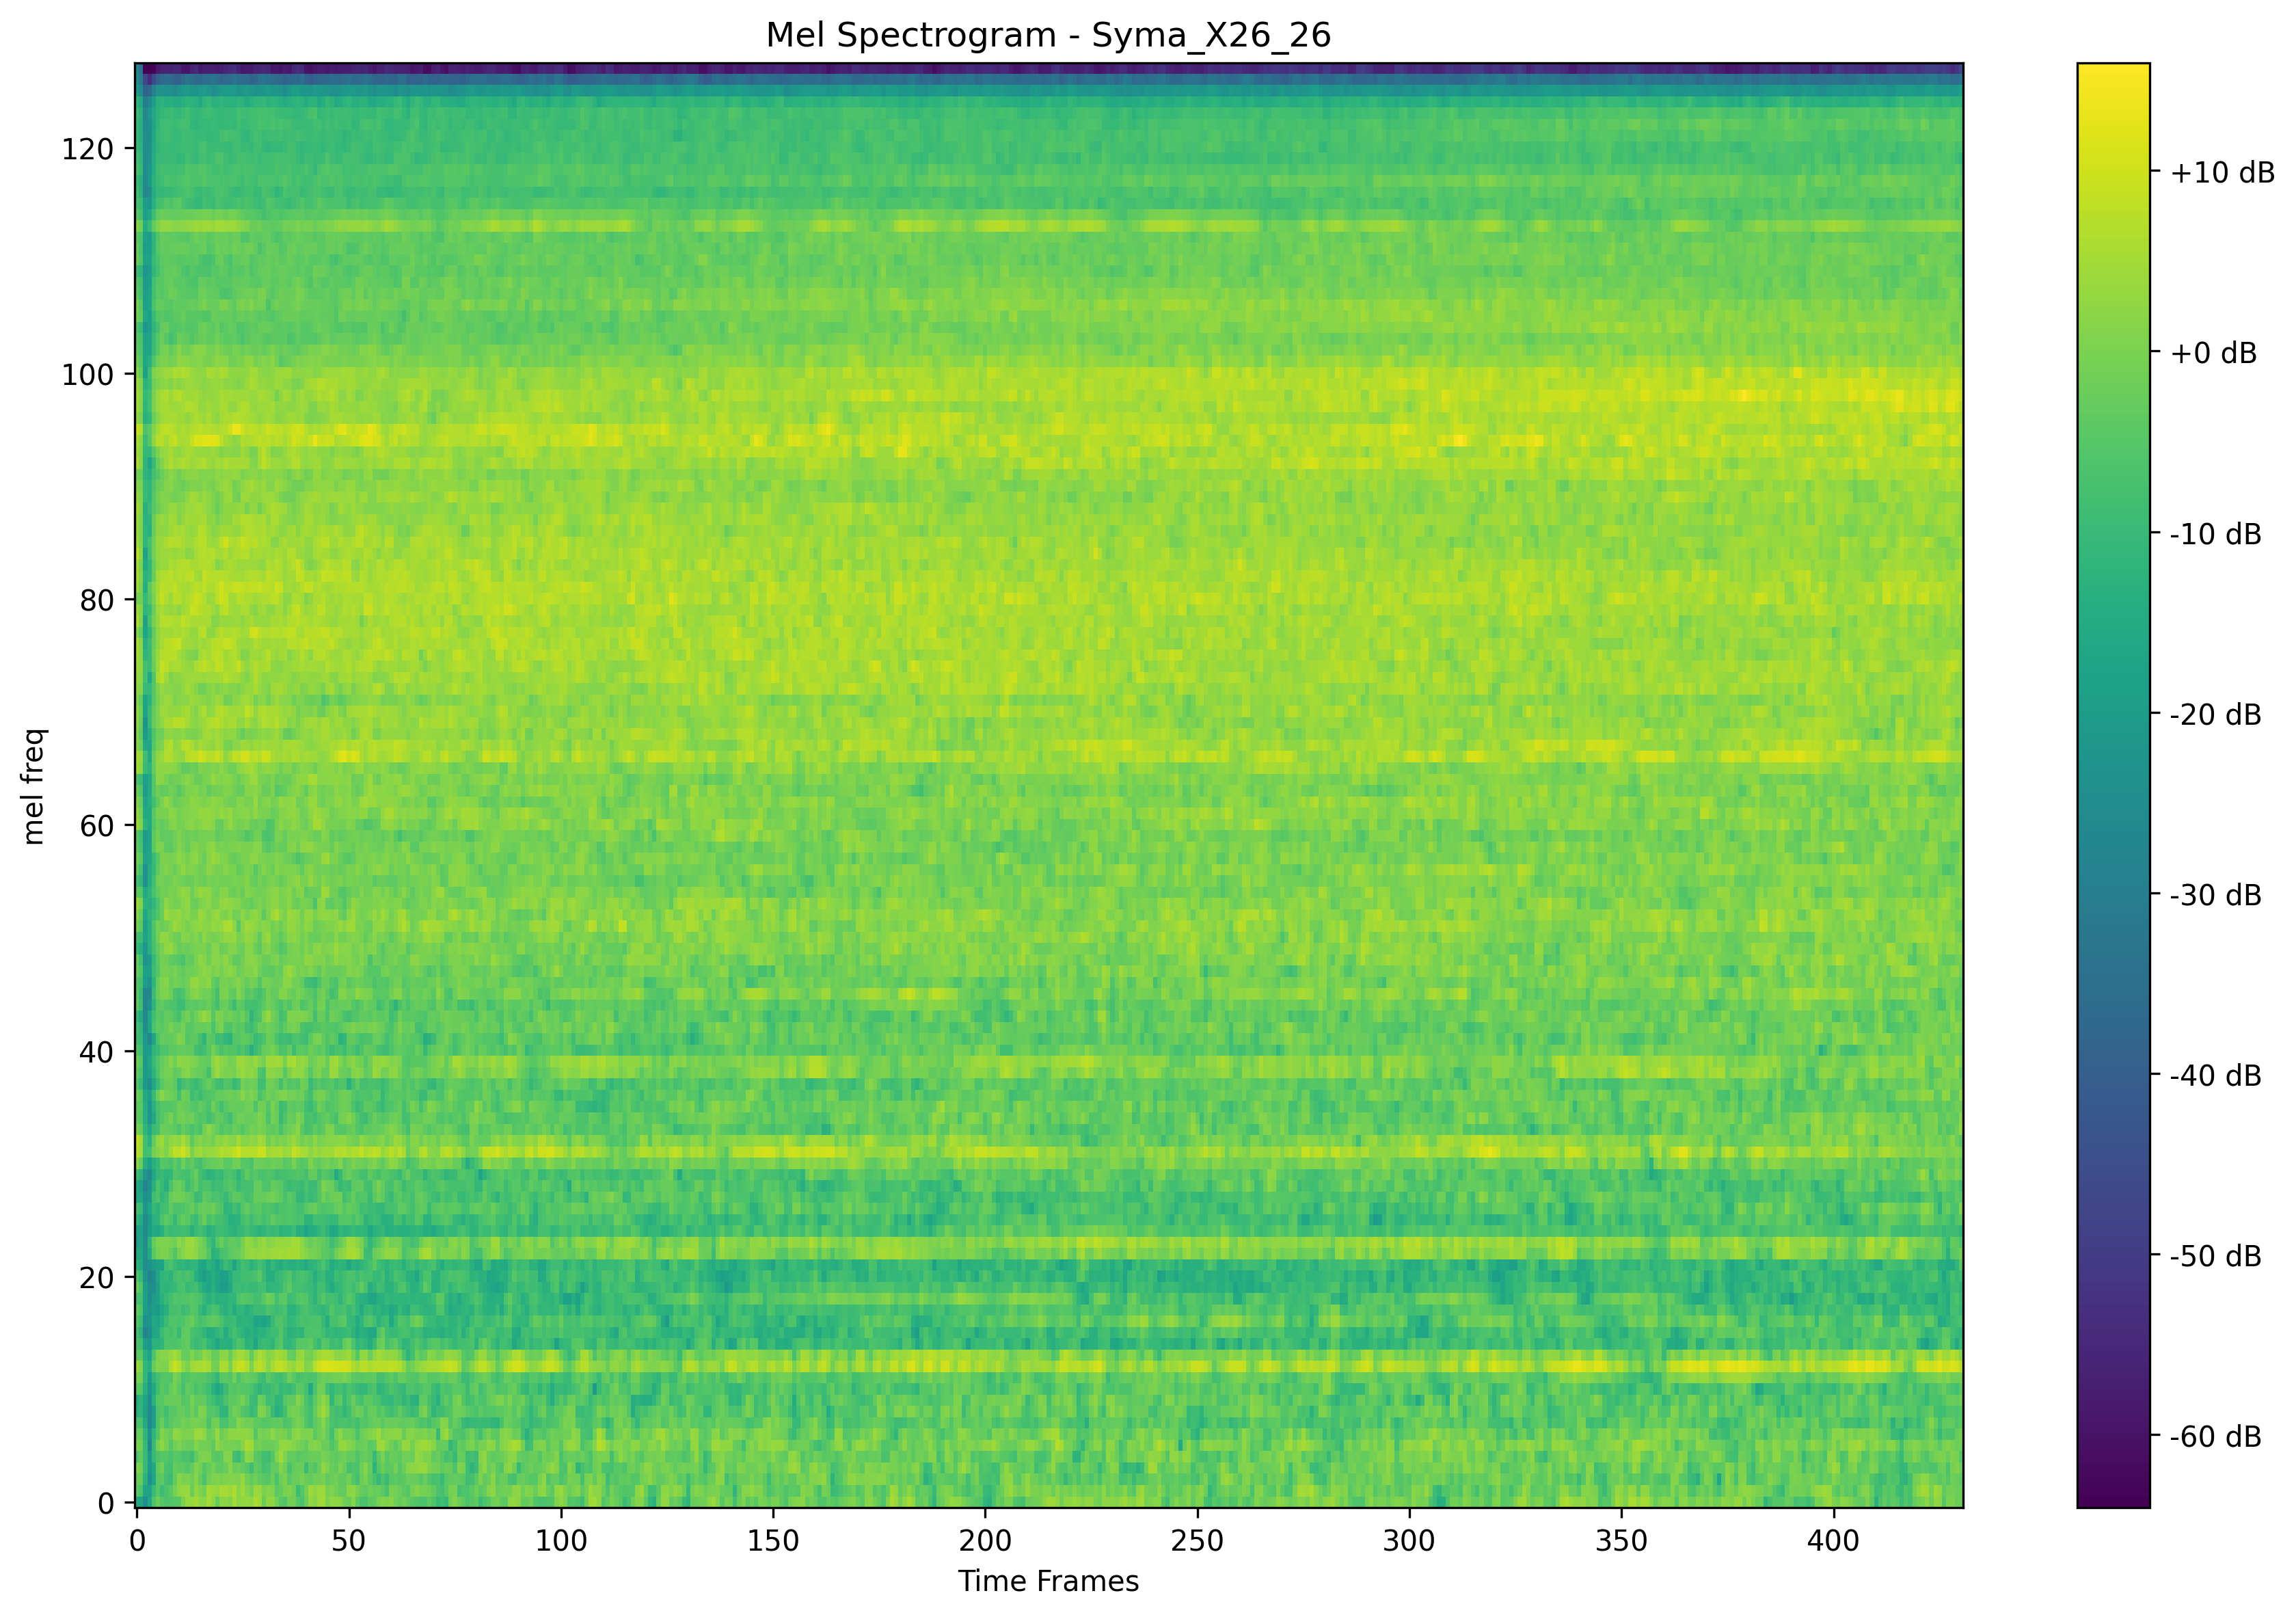 Mel Spectrogram - Syma_X26_26
mel freq
120
100
80
60
40
20
0
0 50 100 150 200 250 300 350 400
Time Frames
+10 dB
+0 dB
-10 dB
-20 dB
-30 dB
-40 dB
-50 dB
-60 dB